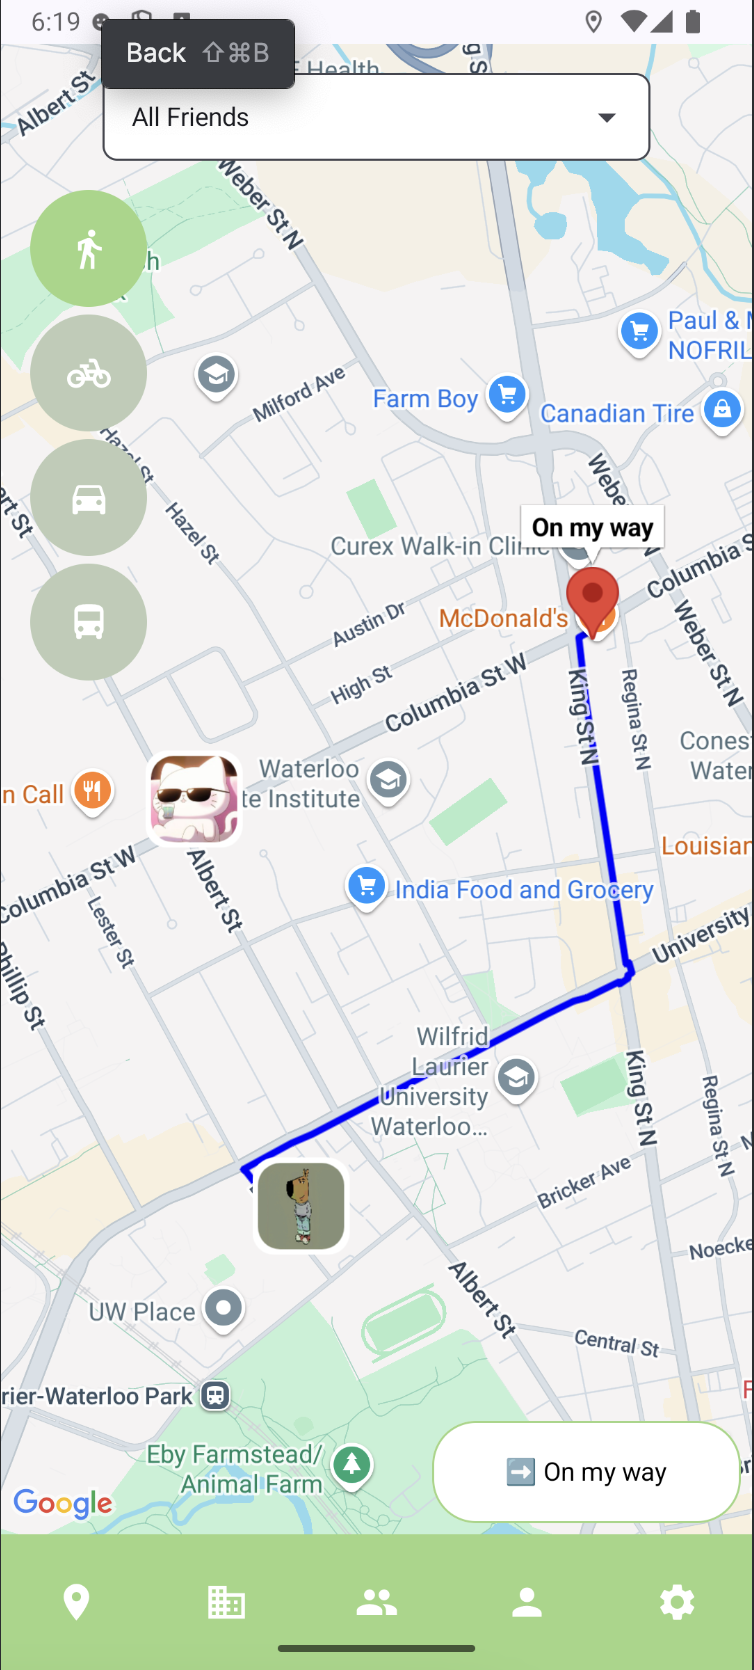 6:19
Back ⇧⌘B
Health
Albert St
All Friends
Weber St N
Paul &
NOFRIL
Milford Ave
Farm Boy
Canadian Tire
Hazel St
Hazel St
On my way
Curex Walk-in Clinic
Columbia S
McDonald's
Austin Dr
High St
Columbia St W
King St N
Regina St N
Weber St N
Waterloo
te Institute
Cones
Water
n Call
Louisian
Columbia St W
Albert St
India Food and Grocery
Lester St
University
Phillip St
Wilfrid
Laurier
University
Waterloo...
King St N
Regina St N
Bricker Ave
Noecke
Albert St
UW Place
Central St
rier-Waterloo Park
Eby Farmstead/
Animal Farm
➡️ On my way
Google